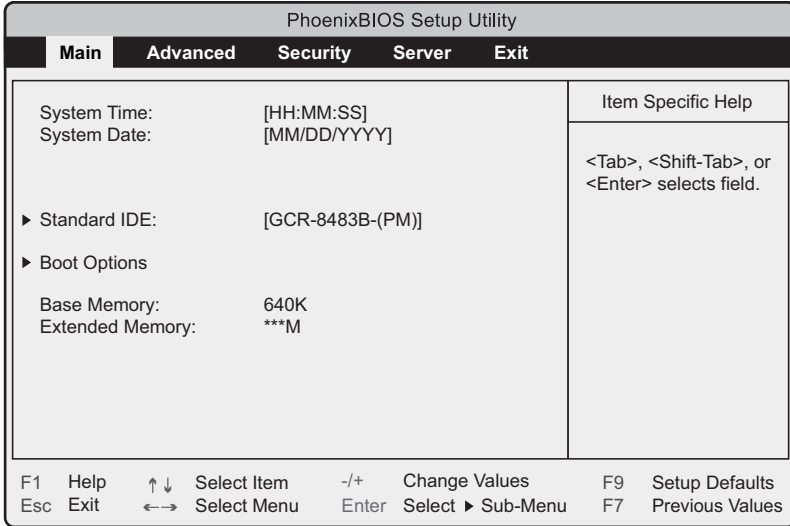 PhoenixBIOS Setup Utility
Main Advanced Security Server Exit
System Time: [HH:MM:SS]
System Date: [MM/DD/YYYY]
▶ Standard IDE: [GCR-8483B-(PM)]
▶ Boot Options
Base Memory: 640K
Extended Memory: ***M
Item Specific Help
<Tab>, <Shift-Tab>, or
<Enter> selects field.
F1 Help ↑↓ Select Item -/+ Change Values F9 Setup Defaults
Esc Exit ←→ Select Menu Enter Select ▶ Sub-Menu F7 Previous Values